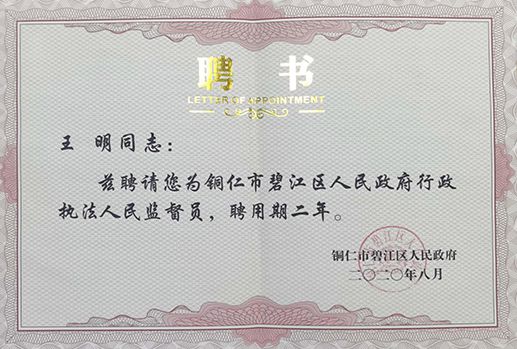 聘 书
LETTER OF APPOINTMENT
王 明同志：
兹聘请您为铜仁市碧江区人民政府行政
执法人民监督员，聘用期二年。
铜仁市碧江区人民政府
二〇二〇年八月